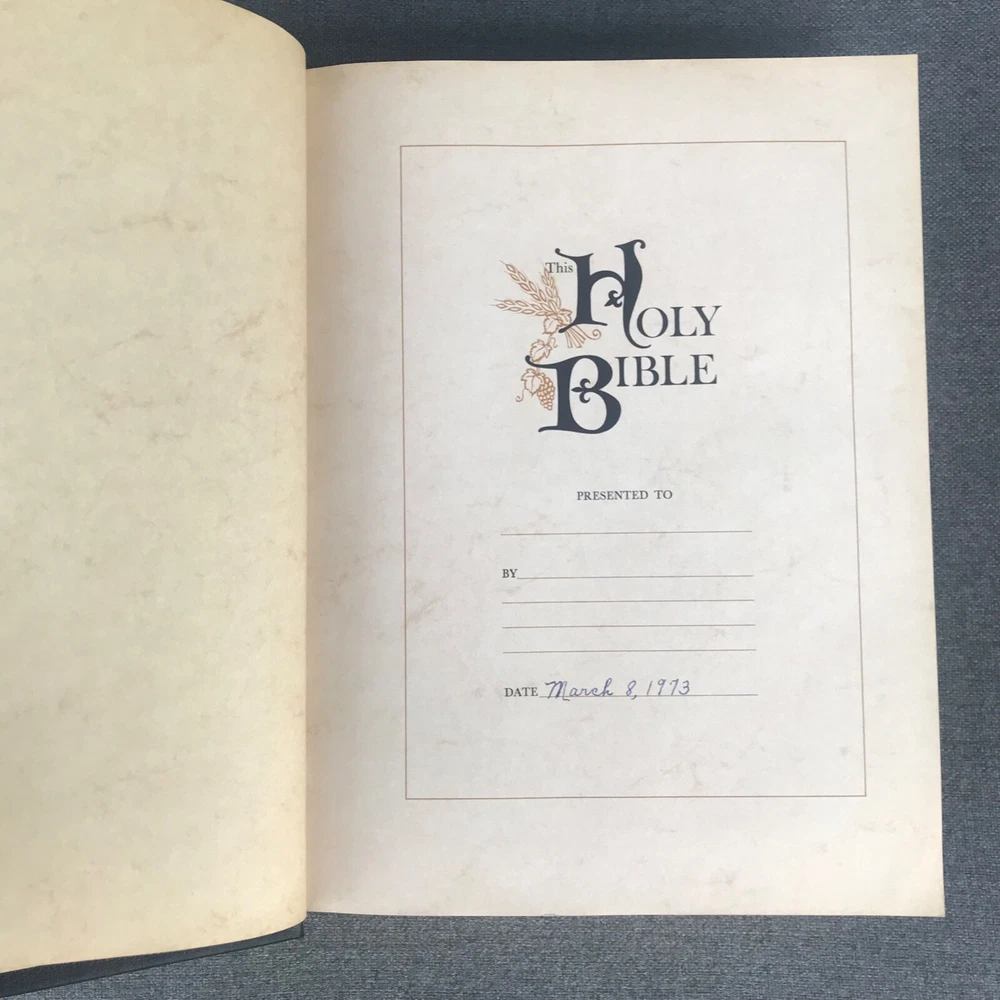 This HOLY
BIBLE
PRESENTED TO
BY
DATE March 8, 1973